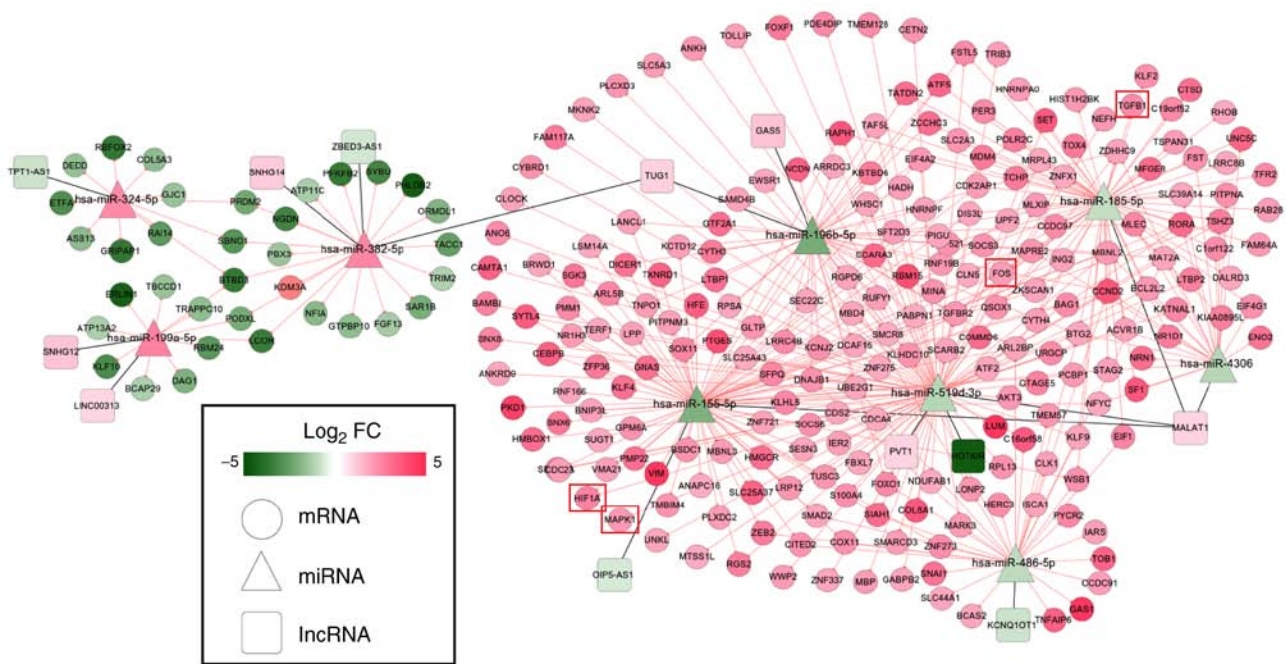 RBFOX2
COL5A3
DEDD
TPT1-AS1
hsa-miR-324-5p
GJC1
ETFA
ASS13
GRIPAP1
RAI14
PRDM2
NGDN
SBNO1
BTBD3
SNHG14
ATP11C
ZBED3-AS1
PFKFB2
SYBU
PHLDB2
ORMDL1
hsa-miR-382-5p
TACC1
PBX3
KDM3A
TRIM2
SAR1B
NFIA
GTPBP10
FGF13
ERLIN1
TBCCD1
TRAPPC10
PODXL
ATP13A2
hsa-miR-199a-5p
SNHG12
LCOR
RBM24
KLF10
BCAP29
DAG1
LINC00313
Log2 FC
–5
5
mRNA
miRNA
lncRNA
FOXF1
PDE4DIP
TMEM128
CETN2
TOLLIP
ANKH
SLC5A3
PLCXD3
MKNK2
FAM117A
CYBRD1
CLOCK
ANO6
FSTL5
TRIB3
TATDN2
ATF5
HNRNPA0
KLF2
CTSD
HIST1H2BK
TGFB1
C19orf52
PER3
SET
NEFH
RHOB
GAS5
RAPH1
TAF5L
ZCCHC3
POLR2C
TSPAN31
UNC5C
TUG1
NCDN
ARRDC3
SLC2A3
TOX4
ZDHHC9
FST
LRRC8B
EWSR1
KBTBD6
EIF4A2
MDM4
MRPL43
MFGE8
TFR2
SAMD4B
HADH
TCHP
ZNFX1
hsa-miR-185-5p
SLC39A14
PITPNA
WHSC1
CDK2AP1
MLXIP
RAB28
LANCL1
GTF2A1
hsa-miR-196b-5p
HNRNPF
DIS3L
UPF2
MLEC
RORA
TSHZ3
SFT2D3
PIGU
521
CCDC97
FAM64A
LSM14A
KCTD12
CYTH3
SCARA3
SOCS3
MAPRE2
MBNL2
C1orf122
CAMTA1
BRWD1
DICER1
TXNRD1
RNF19B
ING2
MAT2A
DALRD3
SGK3
LTBP1
RGPD6
RBM15
CLN5
FOS
LTBP2
BAMBI
ARL5B
HFE
SEC22C
MINA
ZKSCAN1
CCND2
BCL2L2
EIF4G1
SYTL4
PMM1
TNPO1
RPSA
RUFY1
QSOX1
BAG1
KATNAL1
MBD4
PABPN1
TGFBR2
CYTH4
KIAA0895L
SNX8
NR1H3
TERF1
PITPNM3
PTGES
GLTP
SMCR8
COMMD6
BTG2
ACVR1B
NR1D1
ENO2
LPP
SOX11
LRRC4B
KCNJ2
DCAF15
SCARB2
ARL2BP
CEBPB
SLC25A43
KLHDC10
URGCP
NRN1
hsa-miR-4306
ANKRD9
ZFP36
GNAS
SFPQ
ZNF275
ATF2
PCBP1
STAG2
KLF4
DNAJB1
UBE2G1
hsa-miR-519d-3p
CTAGE5
SF1
PKD1
RNF166
hsa-miR-155-5p
KLHL5
AKT3
NFYC
BNIP3L
CDS2
TMEM57
MALAT1
SNX6
GPM6A
ZNF721
SOCS6
CDCA4
LUM
HMBOX1
SUGT1
BSDC1
SESN3
IER2
PVT1
HOTAIR
C16orf58
KLF9
EIF1
SECDC23
VMA21
PMP22
MBNL3
HMGCR
FBXL7
RPL13
CLK1
VIM
ANAPC16
LRP12
TUSC3
NDUFAB1
WSB1
HIF1A
TMBIM4
SLC25A37
FOXO1
LONP2
ISCA1
MAPK1
PLXDC2
S100A4
COL8A1
HERC3
PYCR2
UNKL
ZEB2
SMAD2
SIAH1
MARK3
IARS
MTSS1L
CITED2
COX11
SMARCD3
ZNF273
TOB1
OIP5-AS1
RGS2
hsa-miR-486-5p
WWP2
ZNF337
MBP
GABPB2
SNAI1
CCDC91
SLC44A1
GAS1
BCAS2
KCNQ1OT1
TNFAIP6